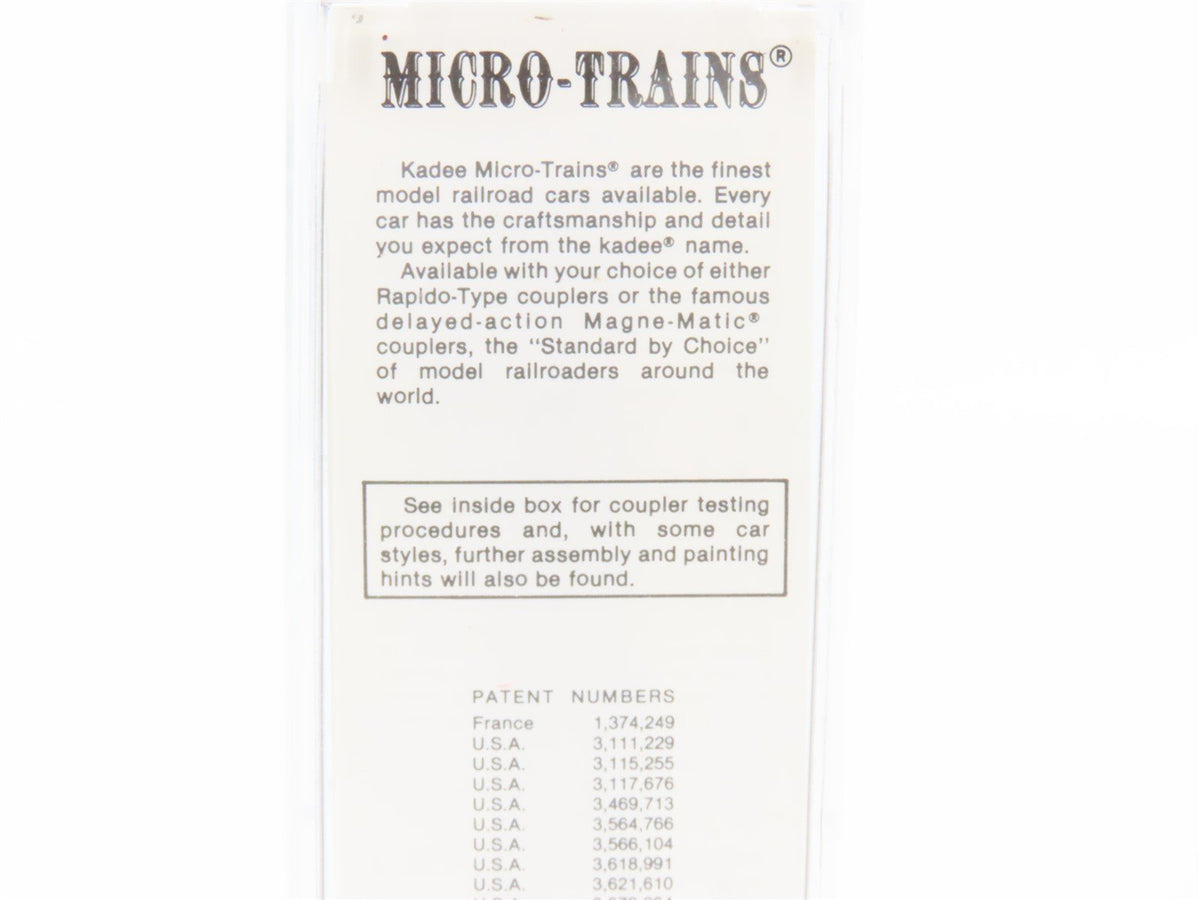 MICRO-TRAINS®
Kadee Micro-Trains® are the finest
model railroad cars available. Every
car has the craftsmanship and detail
you expect from the kadee® name.
Available with your choice of either
Rapido-Type couplers or the famous
delayed-action Magne-Matic®
couplers, the "Standard by Choice"
of model railroaders around the
world.
See inside box for coupler testing
procedures and, with some car
styles, further assembly and painting
hints will also be found.
PATENT NUMBERS
France 1,374,249
U.S.A. 3,111,229
U.S.A. 3,115,255
U.S.A. 3,117,676
U.S.A. 3,469,713
U.S.A. 3,564,766
U.S.A. 3,566,104
U.S.A. 3,618,991
U.S.A. 3,621,610